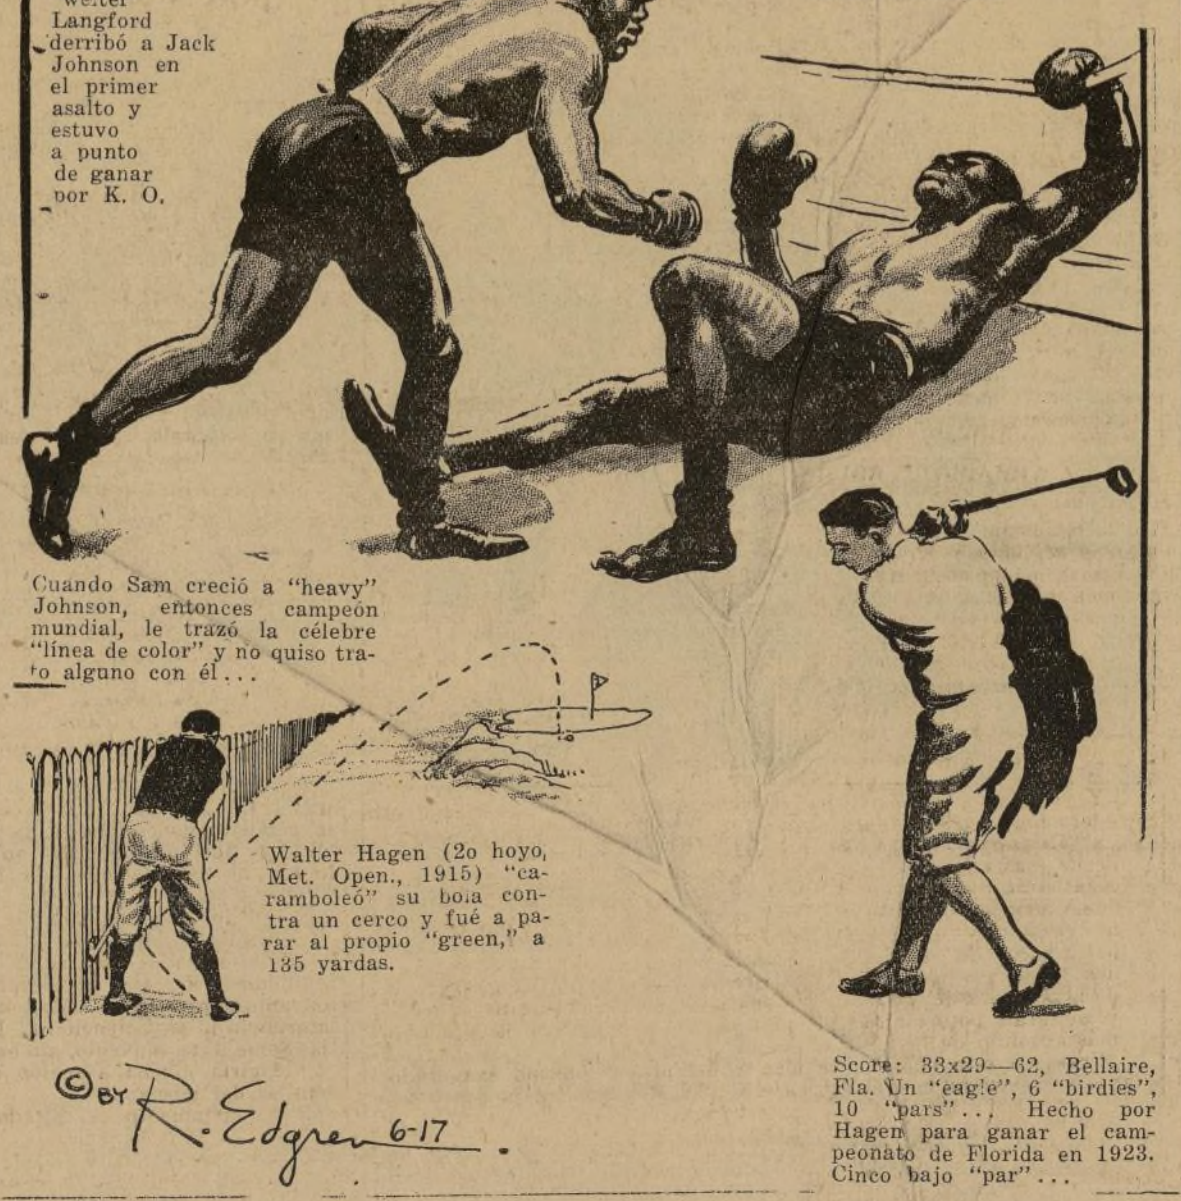 welter
Langford
derribó a Jack
Johnson en
el primer
asalto y
estuvo
a punto
de ganar
por K. O.
Cuando Sam creció a “heavy”
Johnson, entonces campeón
mundial, le trazó la célebre
“línea de color” y no quiso tra-
to alguno con él...
Walter Hagen (2o hoyo,
Met. Open., 1915) “ca-
ramboleó” su bola con-
tra un cerco y fué a pa-
rar al propio “green,” a
135 yardas.
© BY R. Edgren 6-17.
Score: 33x29—62, Bellaire,
Fla. Un “eagle”, 6 “birdies”,
10 “pars”... Hecho por
Hagen para ganar el cam-
peonato de Florida en 1923.
Cinco bajo “par”...